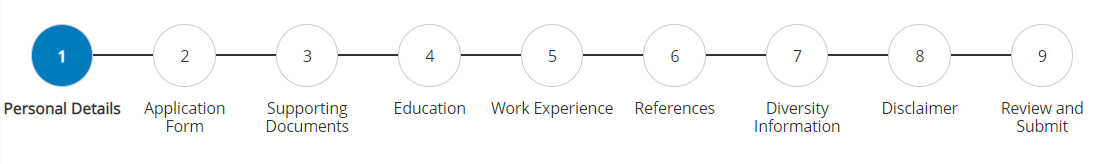 1 2 3 4 5 6 7 8 9
Personal Details Application Supporting Education Work Experience References Diversity Disclaimer Review and
Form Documents Information Submit